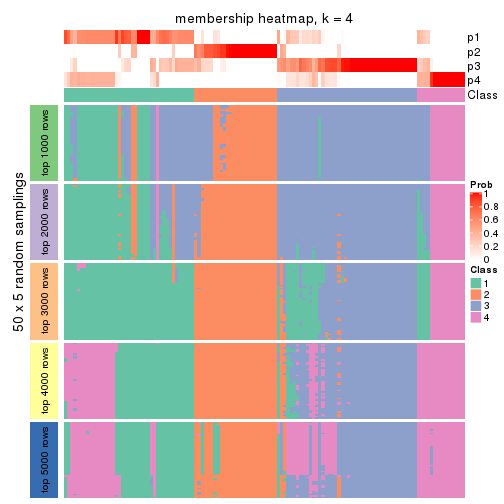 membership heatmap, k = 4
p1
p2
p3
p4
Class
50 x 5 random samplings
top 1000 rows
top 2000 rows
top 3000 rows
top 4000 rows
top 5000 rows
Prob
1
0.8
0.6
0.4
0.2
0
Class
1
2
3
4